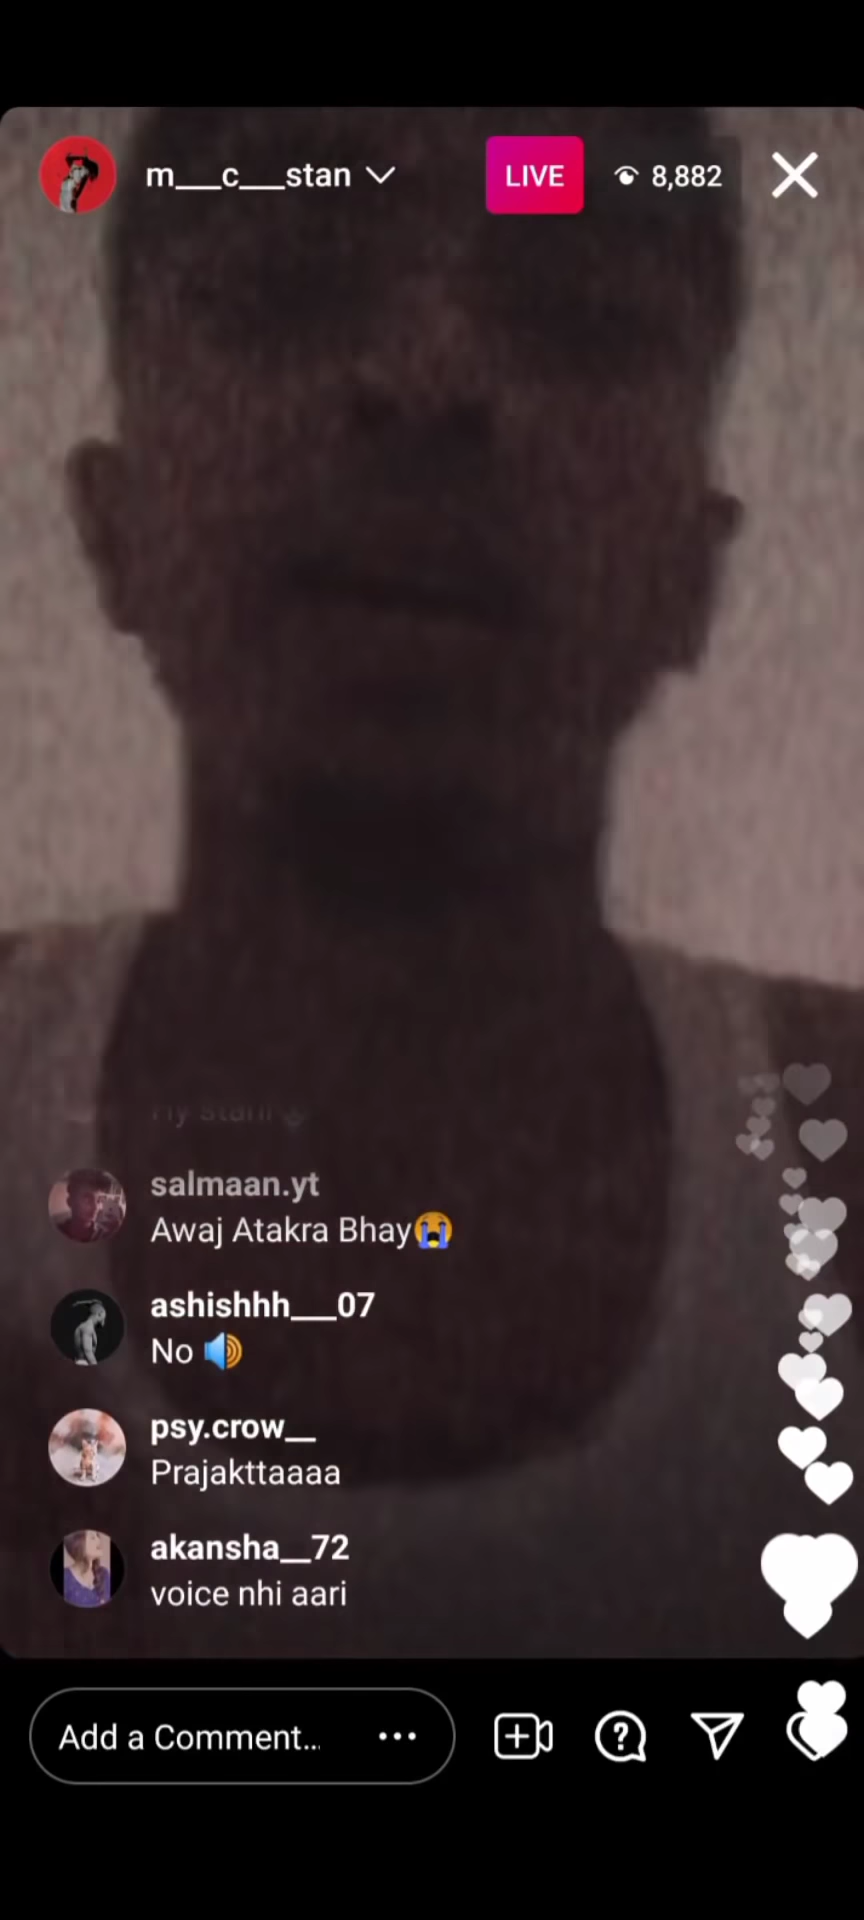 m___c___stan
LIVE
8,882
salmaan.yt
Awaj Atakra Bhay😭
ashishhh___07
No 🔊
psy.crow__
Prajakttaaaa
akansha__72
voice nhi aari
Add a Comment...